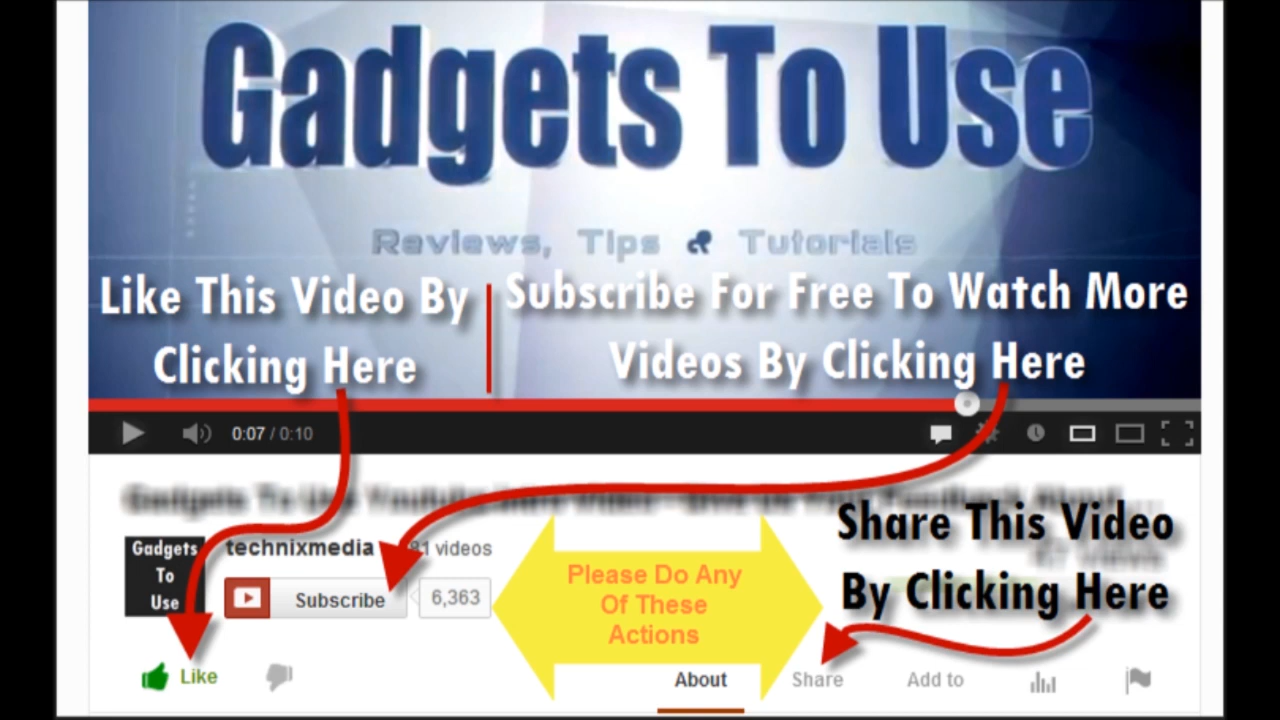 Gadgets To Use
Reviews, Tips & Tutorials
Like This Video By
Clicking Here
Subscribe For Free To Watch More
Videos By Clicking Here
0:07 / 0:10
Gadgets
To
Use
technixmedia
81 videos
Subscribe
6,363
Please Do Any
Of These
Actions
Share This Video
By Clicking Here
Like
About
Share
Add to